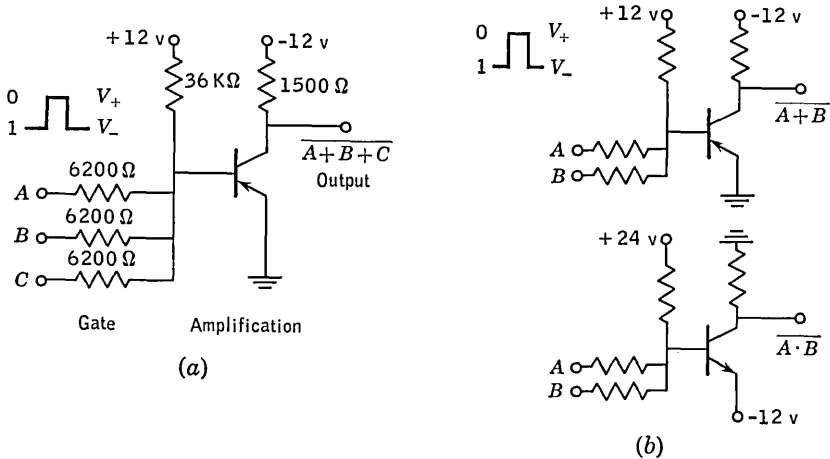 +12 v
-12 v
36 KΩ
1500 Ω
0 V+
1 V−
A+B+C
Output
6200 Ω
A
6200 Ω
B
6200 Ω
C
Gate Amplification
(a)
+12 v
-12 v
0 V+
1 V−
A+B
A
B
+24 v
A·B
A
B
-12 v
(b)